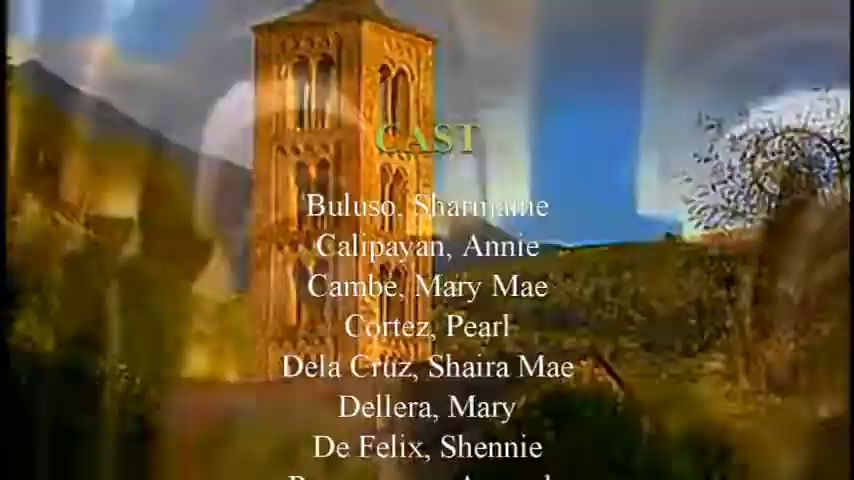 CAST
Buluso, Sharmaine
Calipayan, Annie
Cambe, Mary Mae
Cortez, Pearl
Dela Cruz, Shaira Mae
Dellera, Mary
De Felix, Shennie